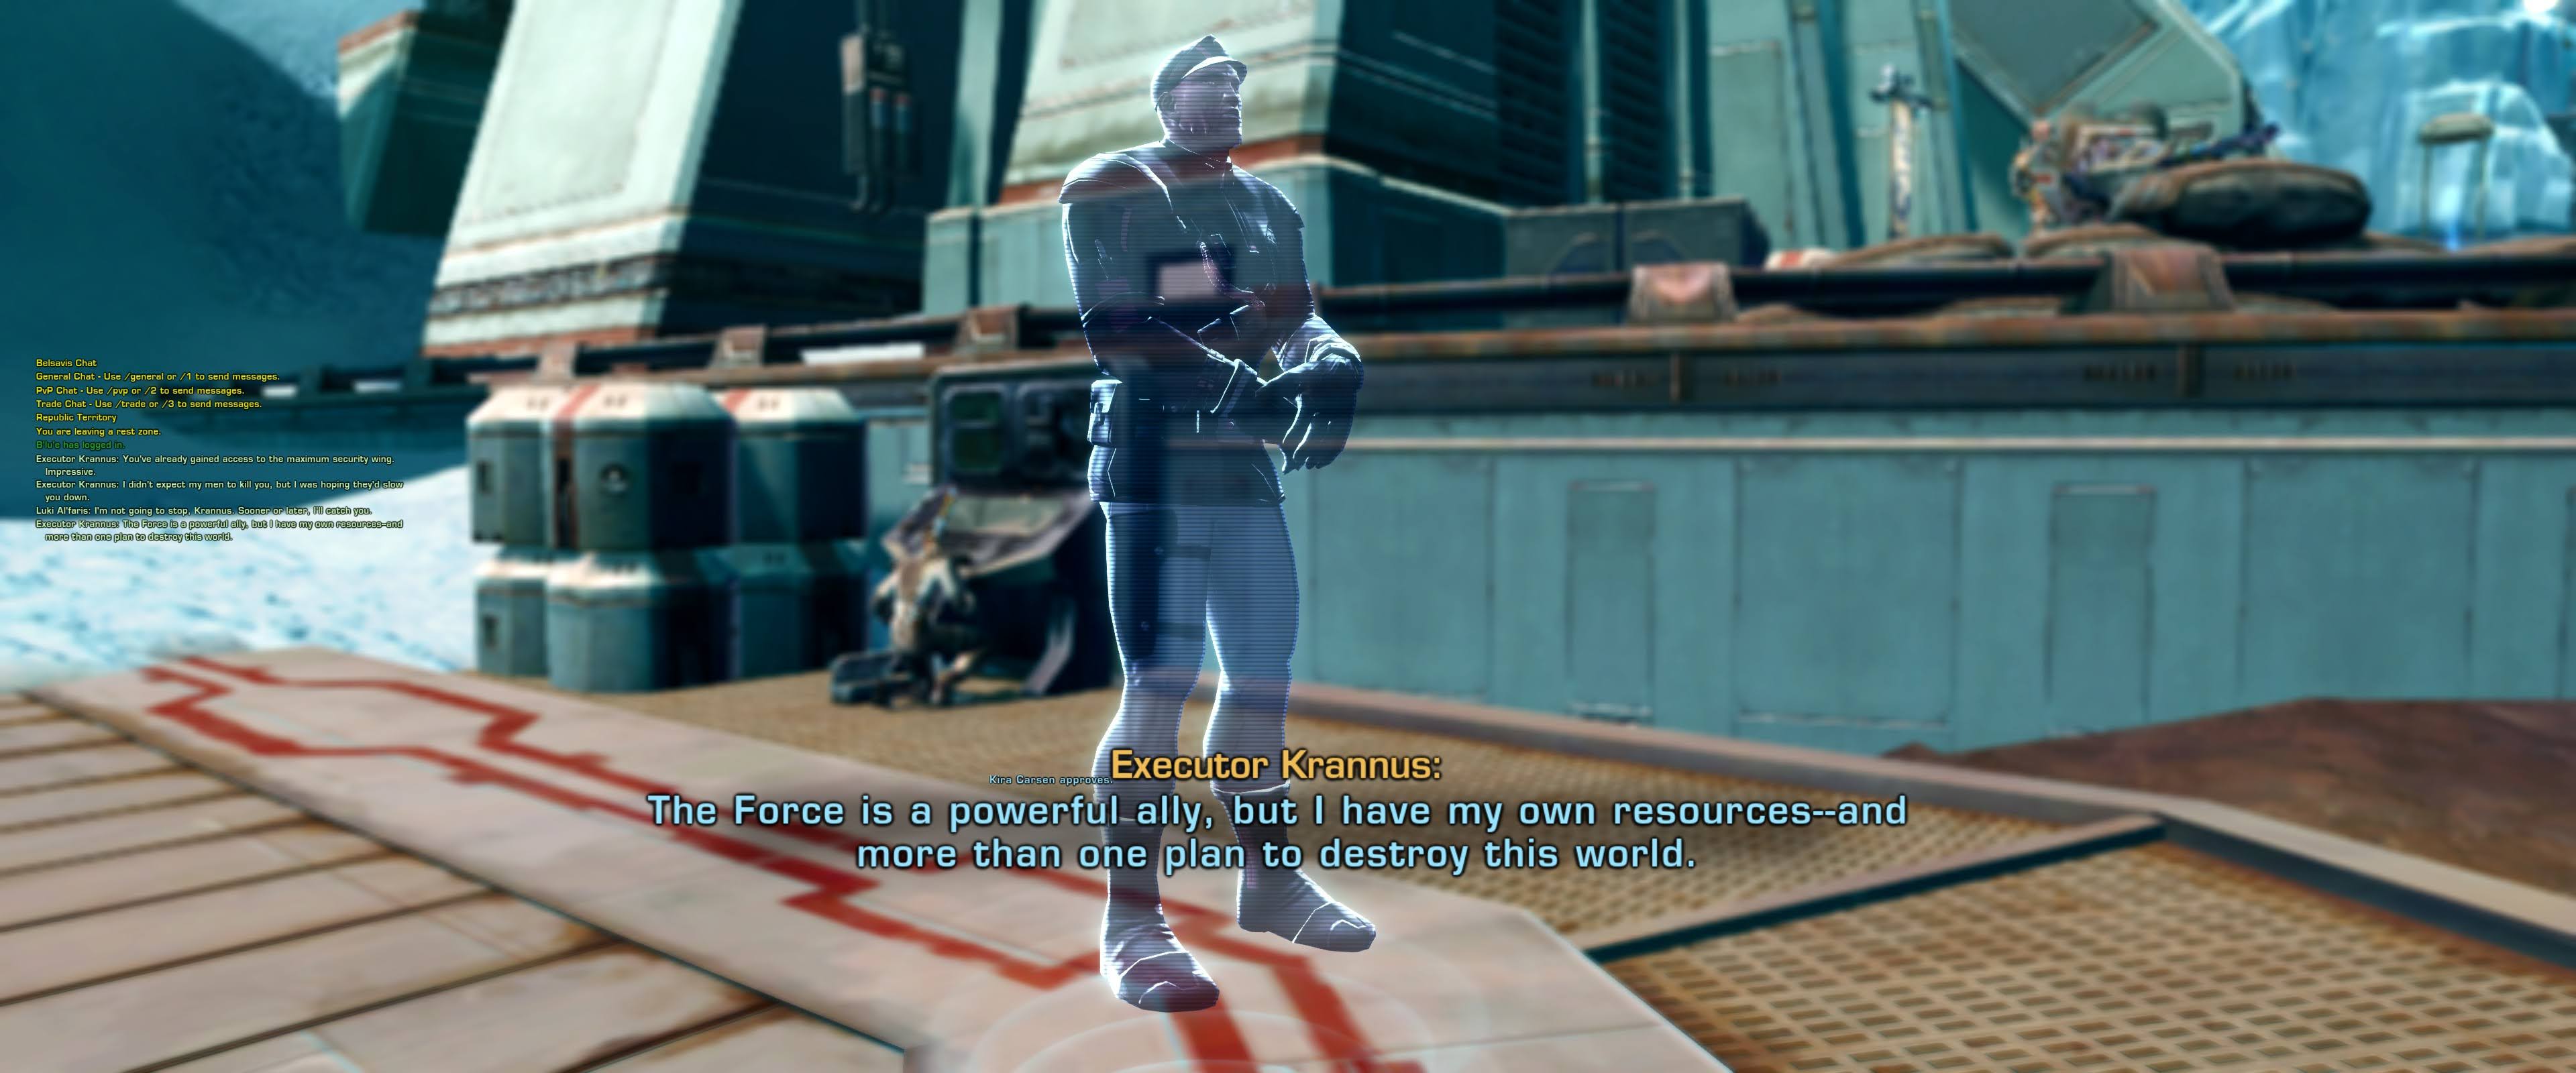 Belsavis Chat
General Chat - Use /general or /1 to send messages.
PvP Chat - Use /pvp or /2 to send messages.
Trade Chat - Use /trade or /3 to send messages.
Republic Territory
You are leaving a rest zone.
has logged in.
Executor Krannus: You've already gained access to the maximum security wing.
Impressive.
Executor Krannus: I didn't expect my men to kill you, but I was hoping they'd slow
you down.
Luki Al'faris: I'm not going to stop, Krannus. Sooner or later, I'll catch you.
Executor Krannus: The Force is a powerful ally, but I have my own resources--and
more than one plan to destroy this world.
Kira Carsen approves.
Executor Krannus:
The Force is a powerful ally, but I have my own resources--and
more than one plan to destroy this world.